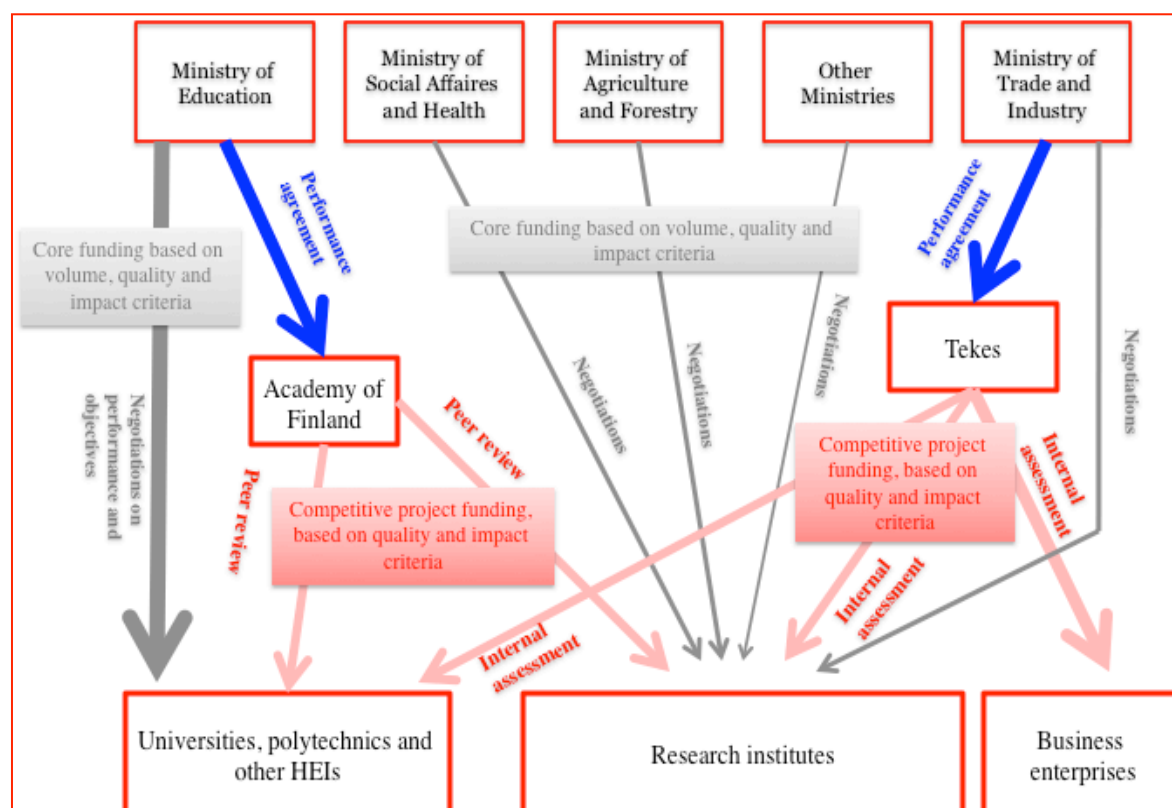 Ministry of
Education
Ministry of
Social Affaires
and Health
Ministry of
Agriculture
and Forestry
Other
Ministries
Ministry of
Trade and
Industry
Performance
agreement
Performance
agreement
Core funding based on
volume, quality and
impact criteria
Core funding based on volume, quality and
impact criteria
Negotiations on
performance and
objectives
Academy of
Finland
Tekes
Negotiations
Negotiations
Negotiations
Negotiations
Peer review
Peer review
Competitive project funding,
based on quality and impact
criteria
Competitive project
funding, based on
quality and impact
criteria
Internal
assessment
Internal
assessment
Internal
assessment
Universities, polytechnics and
other HEIs
Research institutes
Business
enterprises